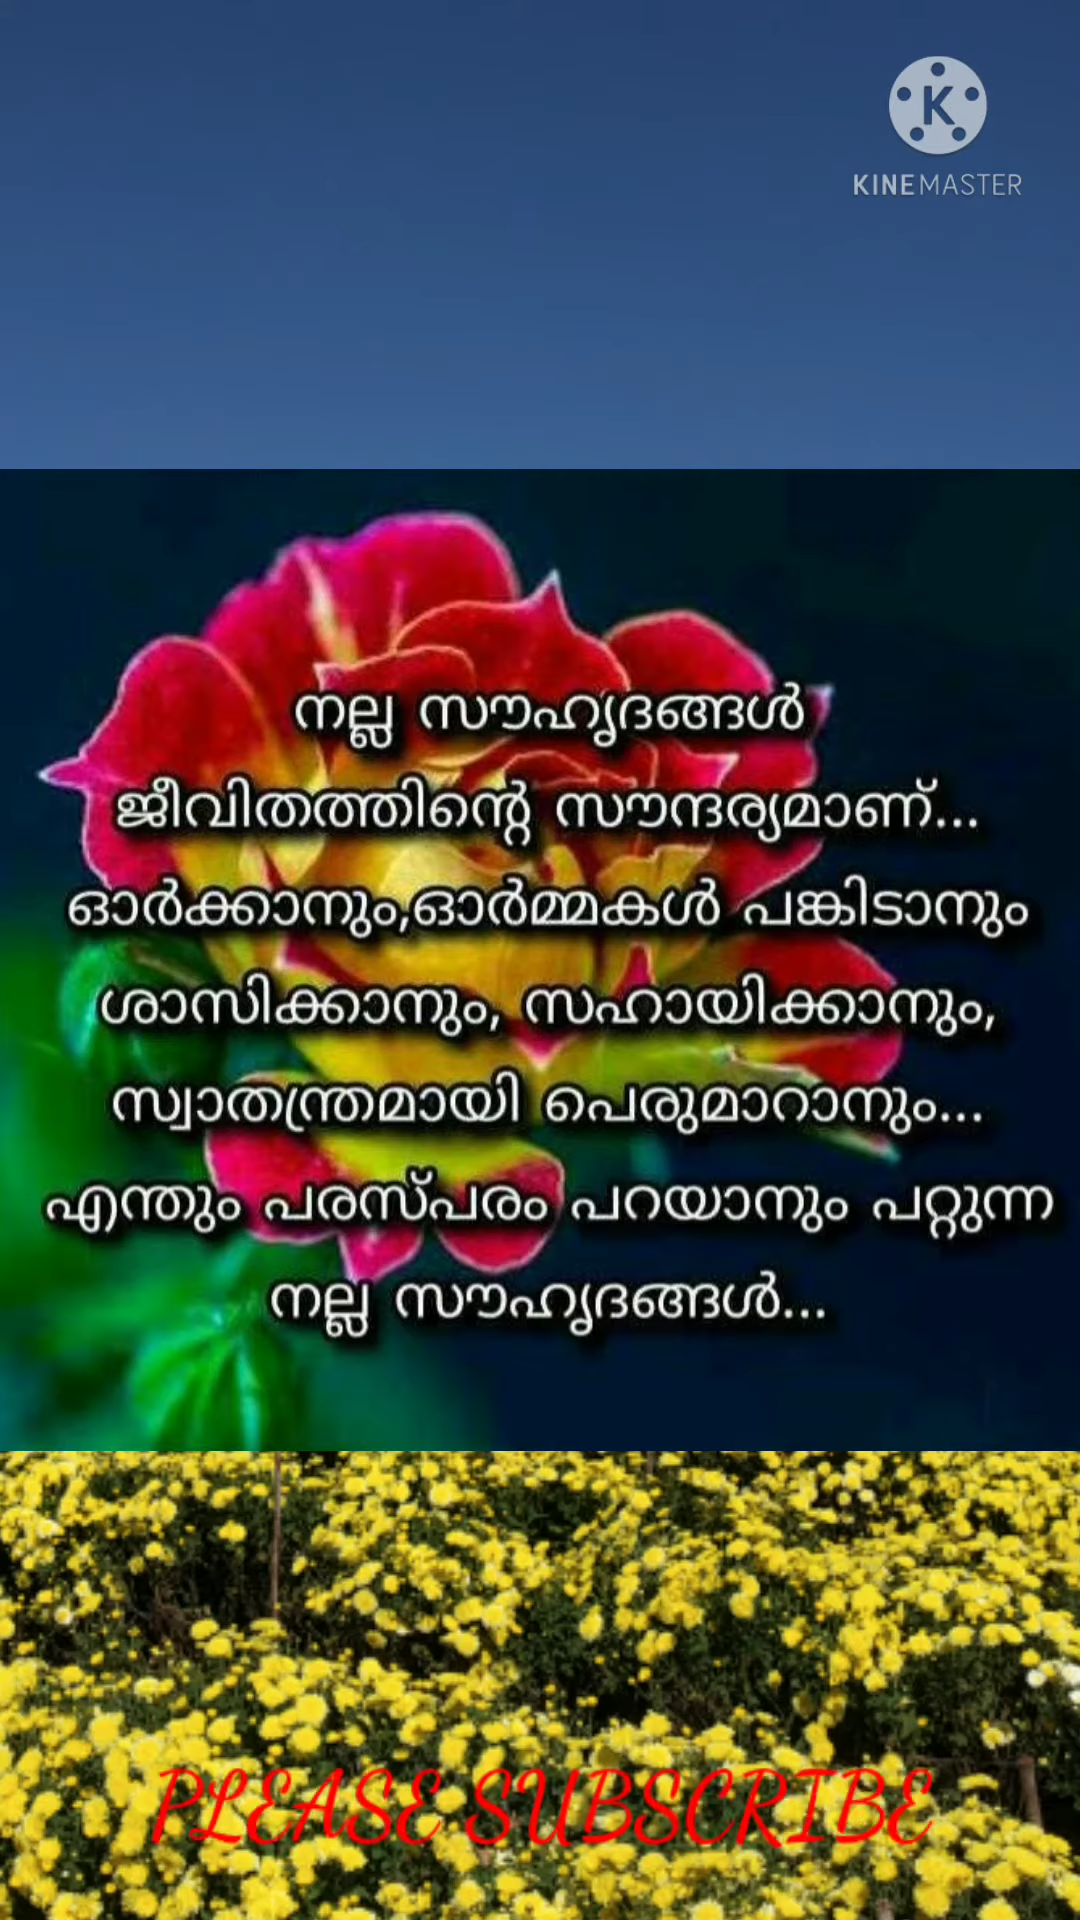 KINEMASTER
നല്ല സൗഹൃദങ്ങൾ
ജീവിതത്തിന്റെ സൗന്ദര്യമാണ്...
ഓർക്കാനും,ഓർമ്മകൾ പങ്കിടാനും
ശാസിക്കാനും, സഹായിക്കാനും,
സ്വാതന്ത്രമായി പെരുമാറാനും...
എന്തും പരസ്പരം പറയാനും പറ്റുന്ന
നല്ല സൗഹൃദങ്ങൾ...
PLEASE SUBSCRIBE